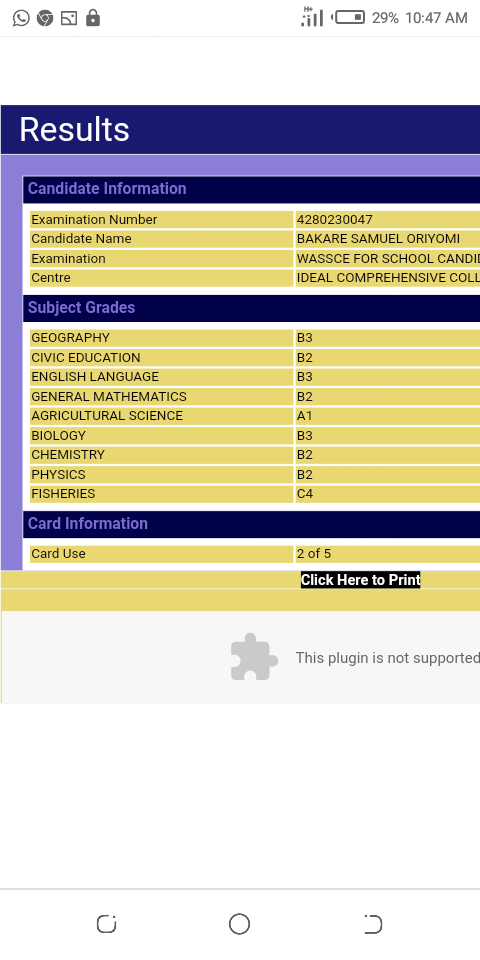 H+
29% 10:47 AM
Results
Candidate Information
Examination Number 4280230047
Candidate Name BAKARE SAMUEL ORIYOMI
Examination WASSCE FOR SCHOOL CANDI
Centre IDEAL COMPREHENSIVE COLL
Subject Grades
GEOGRAPHY B3
CIVIC EDUCATION B2
ENGLISH LANGUAGE B3
GENERAL MATHEMATICS B2
AGRICULTURAL SCIENCE A1
BIOLOGY B3
CHEMISTRY B2
PHYSICS B2
FISHERIES C4
Card Information
Card Use 2 of 5
Click Here to Print
This plugin is not supported